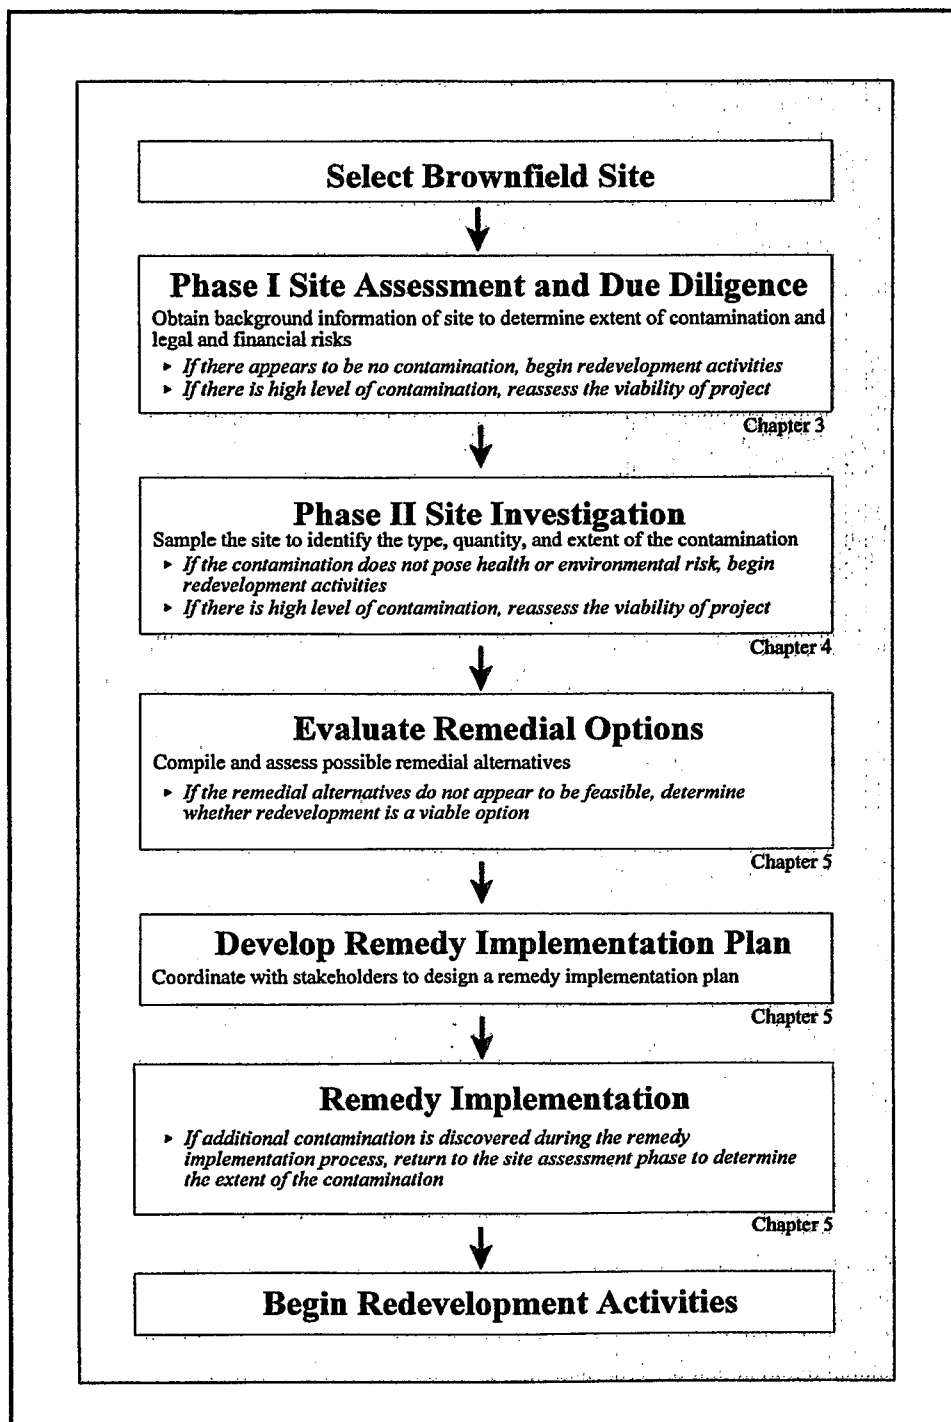 Select Brownfield Site
Phase I Site Assessment and Due Diligence
Obtain background information of site to determine extent of contamination and
legal and financial risks
▸ If there appears to be no contamination, begin redevelopment activities
▸ If there is high level of contamination, reassess the viability of project
Chapter 3
Phase II Site Investigation
Sample the site to identify the type, quantity, and extent of the contamination
▸ If the contamination does not pose health or environmental risk, begin
redevelopment activities
▸ If there is high level of contamination, reassess the viability of project
Chapter 4
Evaluate Remedial Options
Compile and assess possible remedial alternatives
▸ If the remedial alternatives do not appear to be feasible, determine
whether redevelopment is a viable option
Chapter 5
Develop Remedy Implementation Plan
Coordinate with stakeholders to design a remedy implementation plan
Chapter 5
Remedy Implementation
▸ If additional contamination is discovered during the remedy
implementation process, return to the site assessment phase to determine
the extent of the contamination
Chapter 5
Begin Redevelopment Activities